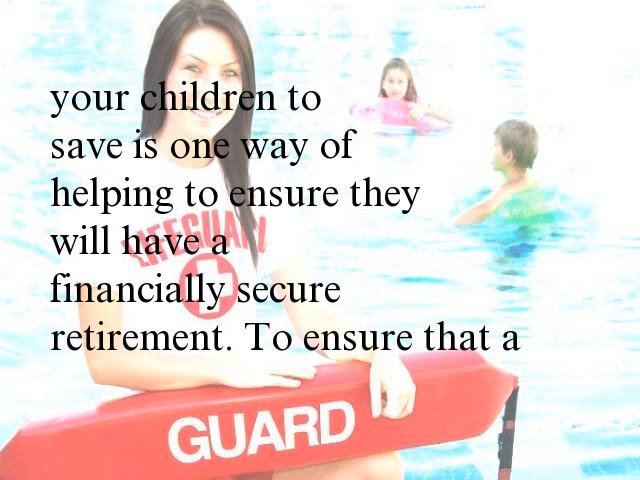 your children to
save is one way of
helping to ensure they
will have a
financially secure
retirement. To ensure that a
LIFEGUARD
GUARD